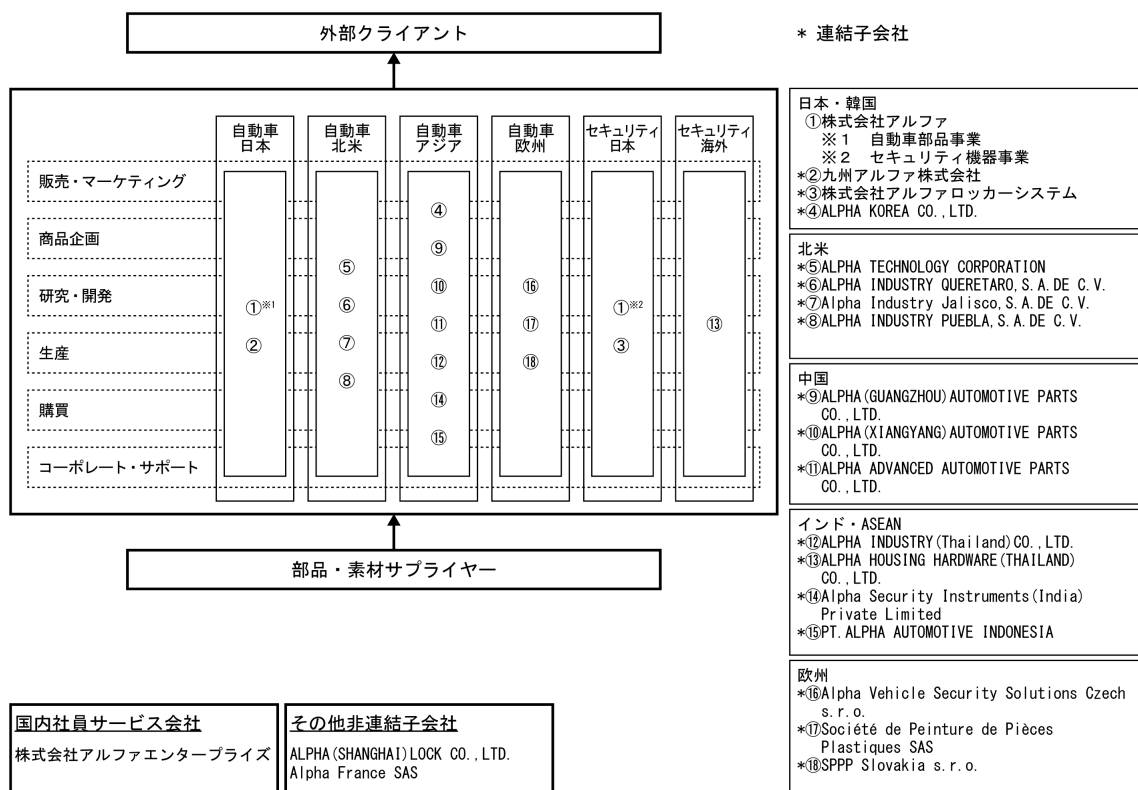 外部クライアント
* 連結子会社
自動車
日本
自動車
北米
自動車
アジア
自動車
欧州
セキュリティ
日本
セキュリティ
海外
販売・マーケティング
商品企画
研究・開発
生産
購買
コーポレート・サポート
①※1
②
⑤
⑥
⑦
⑧
④
⑨
⑩
⑪
⑫
⑭
⑮
⑯
⑰
⑱
①※2
③
⑬
部品・素材サプライヤー
日本・韓国
①株式会社アルファ
※1 自動車部品事業
※2 セキュリティ機器事業
*②九州アルファ株式会社
*③株式会社アルファロッカーシステム
*④ALPHA KOREA CO.,LTD.
北米
*⑤ALPHA TECHNOLOGY CORPORATION
*⑥ALPHA INDUSTRY QUERETARO,S.A.DE C.V.
*⑦Alpha Industry Jalisco,S.A.DE C.V.
*⑧ALPHA INDUSTRY PUEBLA,S.A.DE C.V.
中国
*⑨ALPHA(GUANGZHOU)AUTOMOTIVE PARTS
CO.,LTD.
*⑩ALPHA(XIANGYANG)AUTOMOTIVE PARTS
CO.,LTD.
*⑪ALPHA ADVANCED AUTOMOTIVE PARTS
CO.,LTD.
インド・ASEAN
*⑫ALPHA INDUSTRY(Thailand)CO.,LTD.
*⑬ALPHA HOUSING HARDWARE(THAILAND)
CO.,LTD.
*⑭Alpha Security Instruments(India)
Private Limited
*⑮PT.ALPHA AUTOMOTIVE INDONESIA
欧州
*⑯Alpha Vehicle Security Solutions Czech
s.r.o.
*⑰Société de Peinture de Pièces
Plastiques SAS
*⑱SPPP Slovakia s.r.o.
国内社員サービス会社
株式会社アルファエンタープライズ
その他非連結子会社
ALPHA(SHANGHAI)LOCK CO.,LTD.
Alpha France SAS